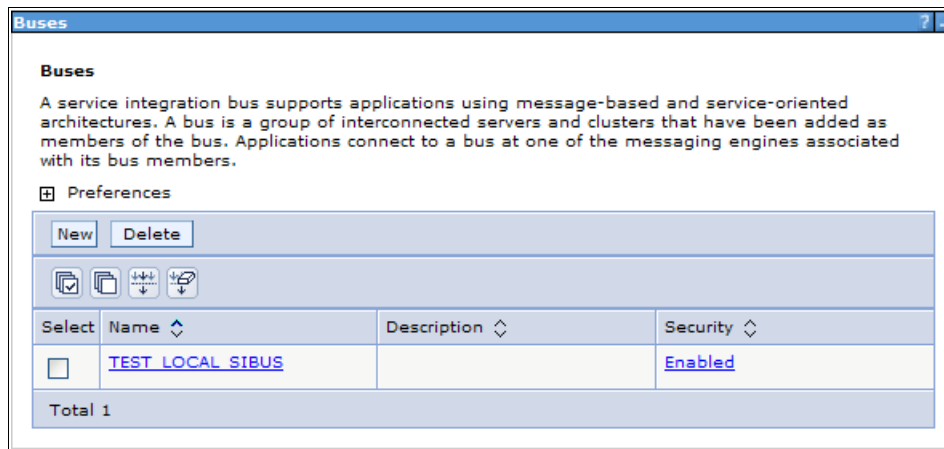 Buses ?
Buses
A service integration bus supports applications using message-based and service-oriented
architectures. A bus is a group of interconnected servers and clusters that have been added as
members of the bus. Applications connect to a bus at one of the messaging engines associated
with its bus members.
Preferences
New Delete
Select Name Description Security
TEST_LOCAL_SIBUS Enabled
Total 1